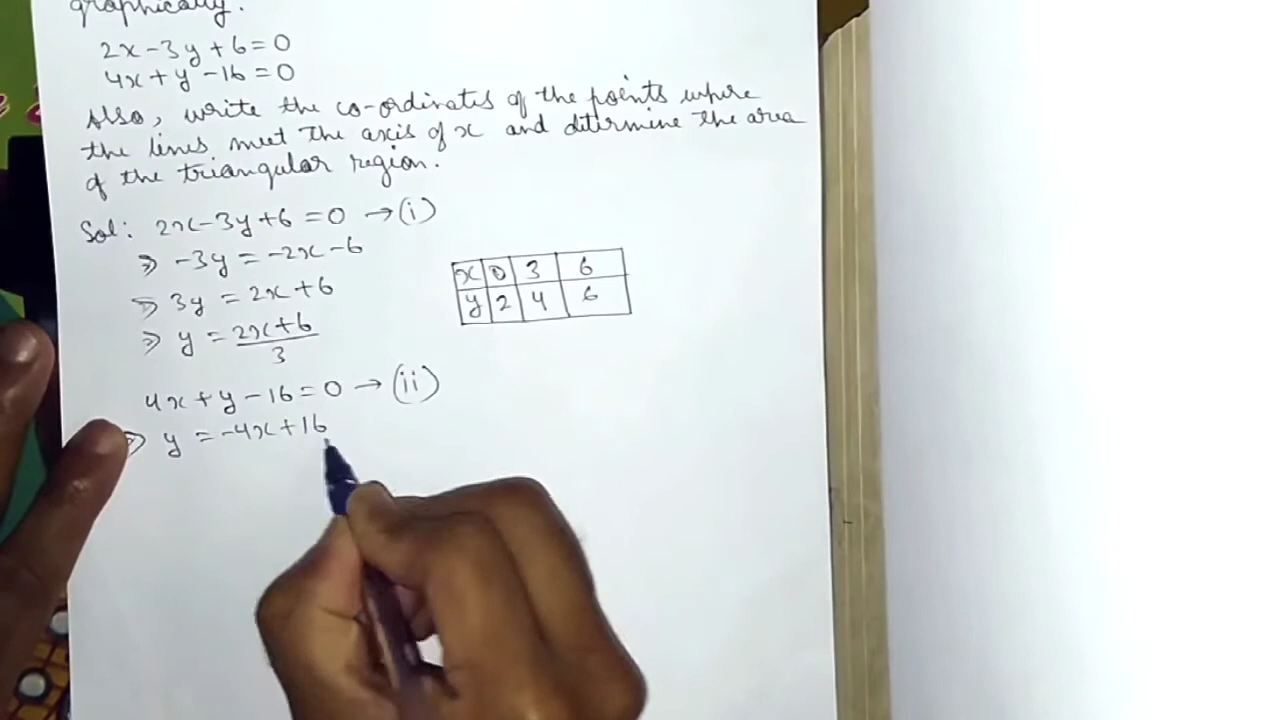 graphically.
2x-3y+6=0
4x+y-16=0
Also, write the co-ordinates of the points where
the lines meet the axis of x and determine the area
of the triangular region.
Sol: 2x-3y+6=0 →(i)
⇒ -3y=-2x-6
⇒ 3y=2x+6
⇒ y=2x+6/3
x 0 3 6
y 2 4 6
4x+y-16=0 →(ii)
⇒ y=-4x+16